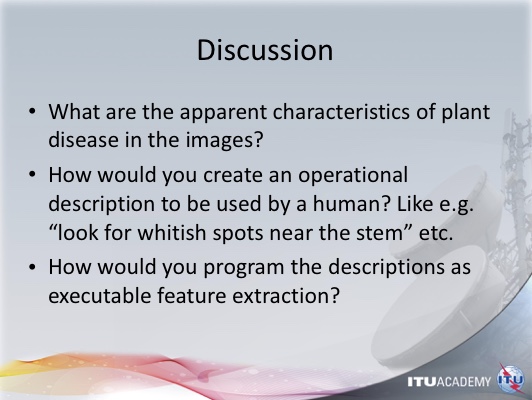 Discussion
• What are the apparent characteristics of plant
disease in the images?
• How would you create an operational
description to be used by a human? Like e.g.
“look for whitish spots near the stem” etc.
• How would you program the descriptions as
executable feature extraction?
ITUACADEMY ITU